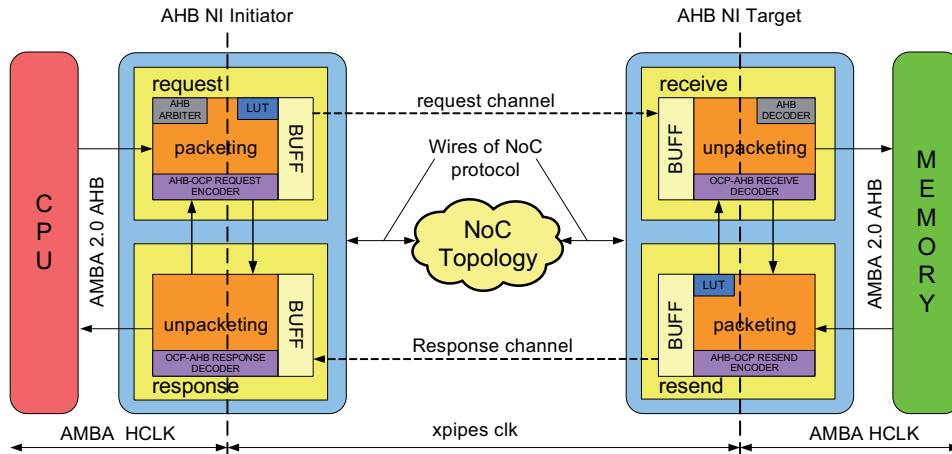 AHB NI Initiator
AHB NI Target
CPU
AMBA 2.0 AHB
request
AHB
ARBITER
LUT
BUFF
packeting
AHB-OCP REQUEST
ENCODER
request channel
receive
BUFF
AHB
DECODER
unpacketing
OCP-AHB RECEIVE
DECODER
Wires of NoC
protocol
NoC
Topology
unpacketing
BUFF
OCP-AHB RESPONSE
DECODER
response
Response channel
BUFF
LUT
packeting
AHB-OCP RESEND
ENCODER
resend
AMBA 2.0 AHB
MEMORY
AMBA HCLK
xpipes clk
AMBA HCLK